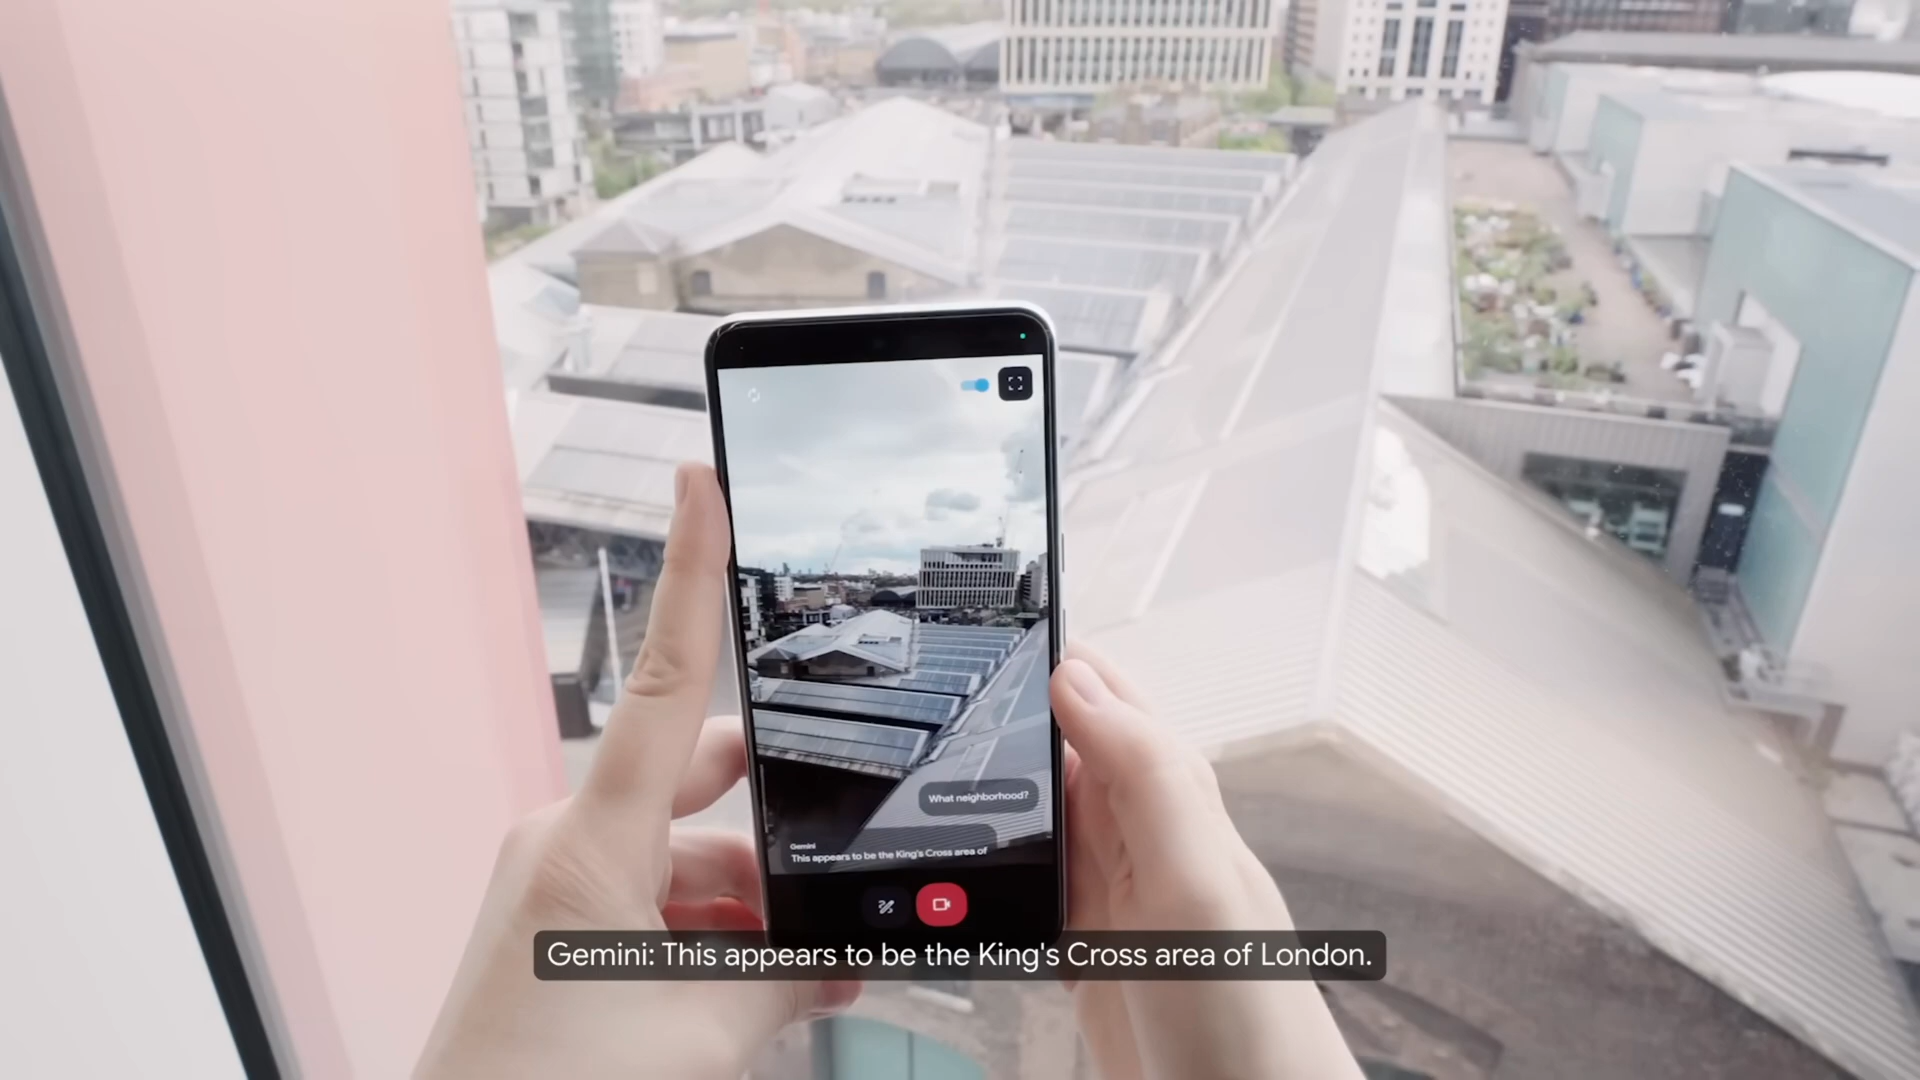 What neighborhood?
Gemini
This appears to be the King's Cross area of
Gemini: This appears to be the King's Cross area of London.